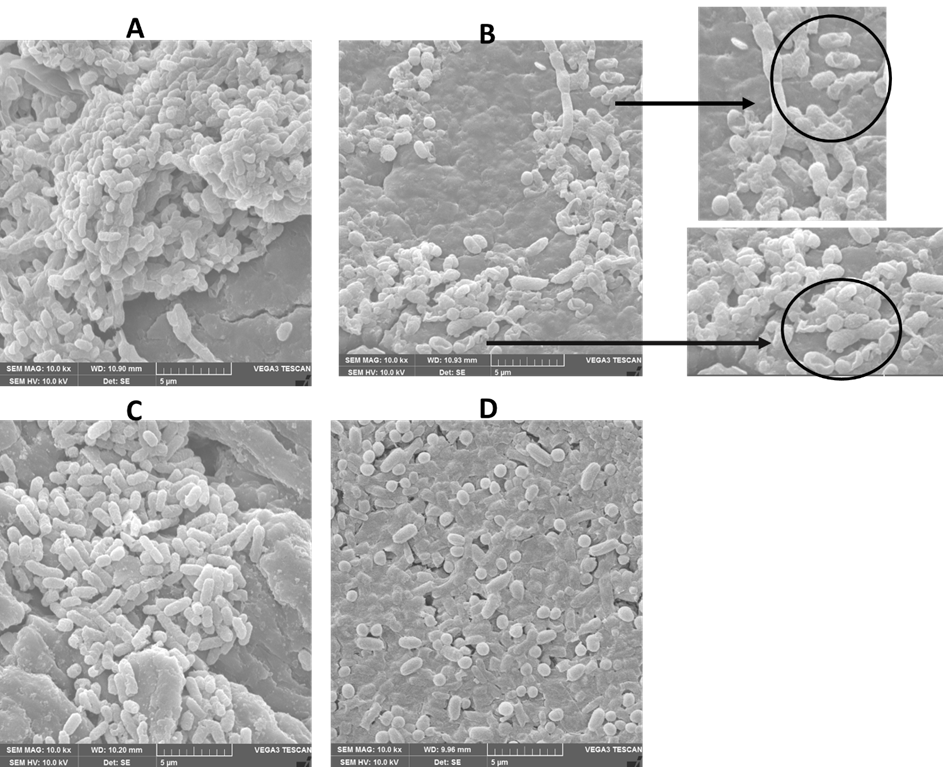 A
B
SEM MAG: 10.0 kx WD: 10.90 mm VEGA3 TESCAN
SEM HV: 10.0 kV Det: SE 5 µm
SEM MAG: 10.0 kx WD: 10.93 mm VEGA3 TESCAN
SEM HV: 10.0 kV Det: SE 5 µm
C
D
SEM MAG: 10.0 kx WD: 10.20 mm VEGA3 TESCAN
SEM HV: 10.0 kV Det: SE 5 µm
SEM MAG: 10.0 kx WD: 9.96 mm VEGA3 TESCAN
SEM HV: 10.0 kV Det: SE 5 µm